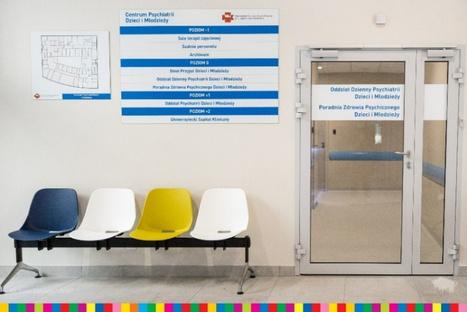 Centrum Psychiatrii
Dzieci i Młodzieży
POZIOM -1
Sale terapii zajęciowej
Szatnie personelu
Archiwum
POZIOM 0
Izba Przyjęć Dzieci i Młodzieży
Oddział Dzienny Psychiatrii Dzieci i Młodzieży
Poradnia Zdrowia Psychicznego Dzieci i Młodzieży
POZIOM +1
Oddział Psychiatrii Dzieci i Młodzieży
POZIOM +2
Uniwersytecki Szpital Kliniczny
Oddział Dzienny Psychiatrii
Dzieci i Młodzieży
Poradnia Zdrowia Psychicznego
Dzieci i Młodzieży